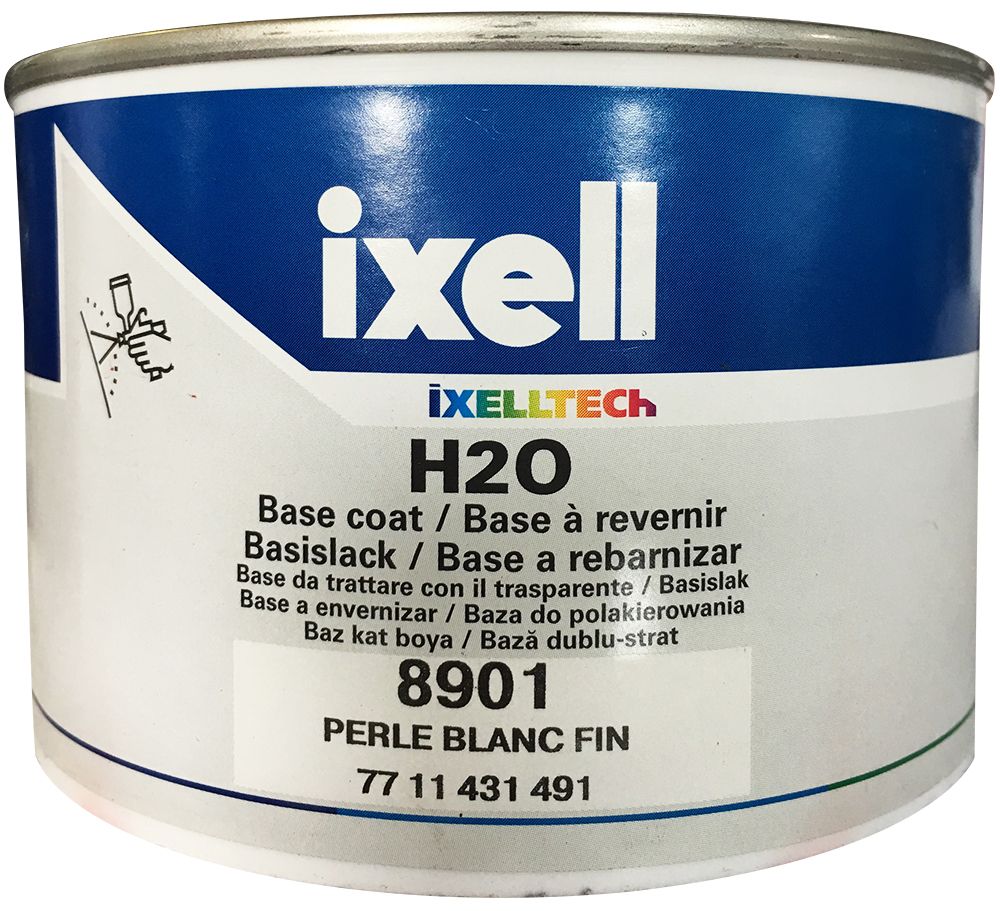 ixell
iXELLTECh
H2O
Base coat / Base à revernir
Basislack / Base a rebarnizar
Base da trattare con il trasparente / Basislak
Base a envernizar / Baza do polakierowania
Baz kat boya / Bază dublu-strat
8901
PERLE BLANC FIN
77 11 431 491